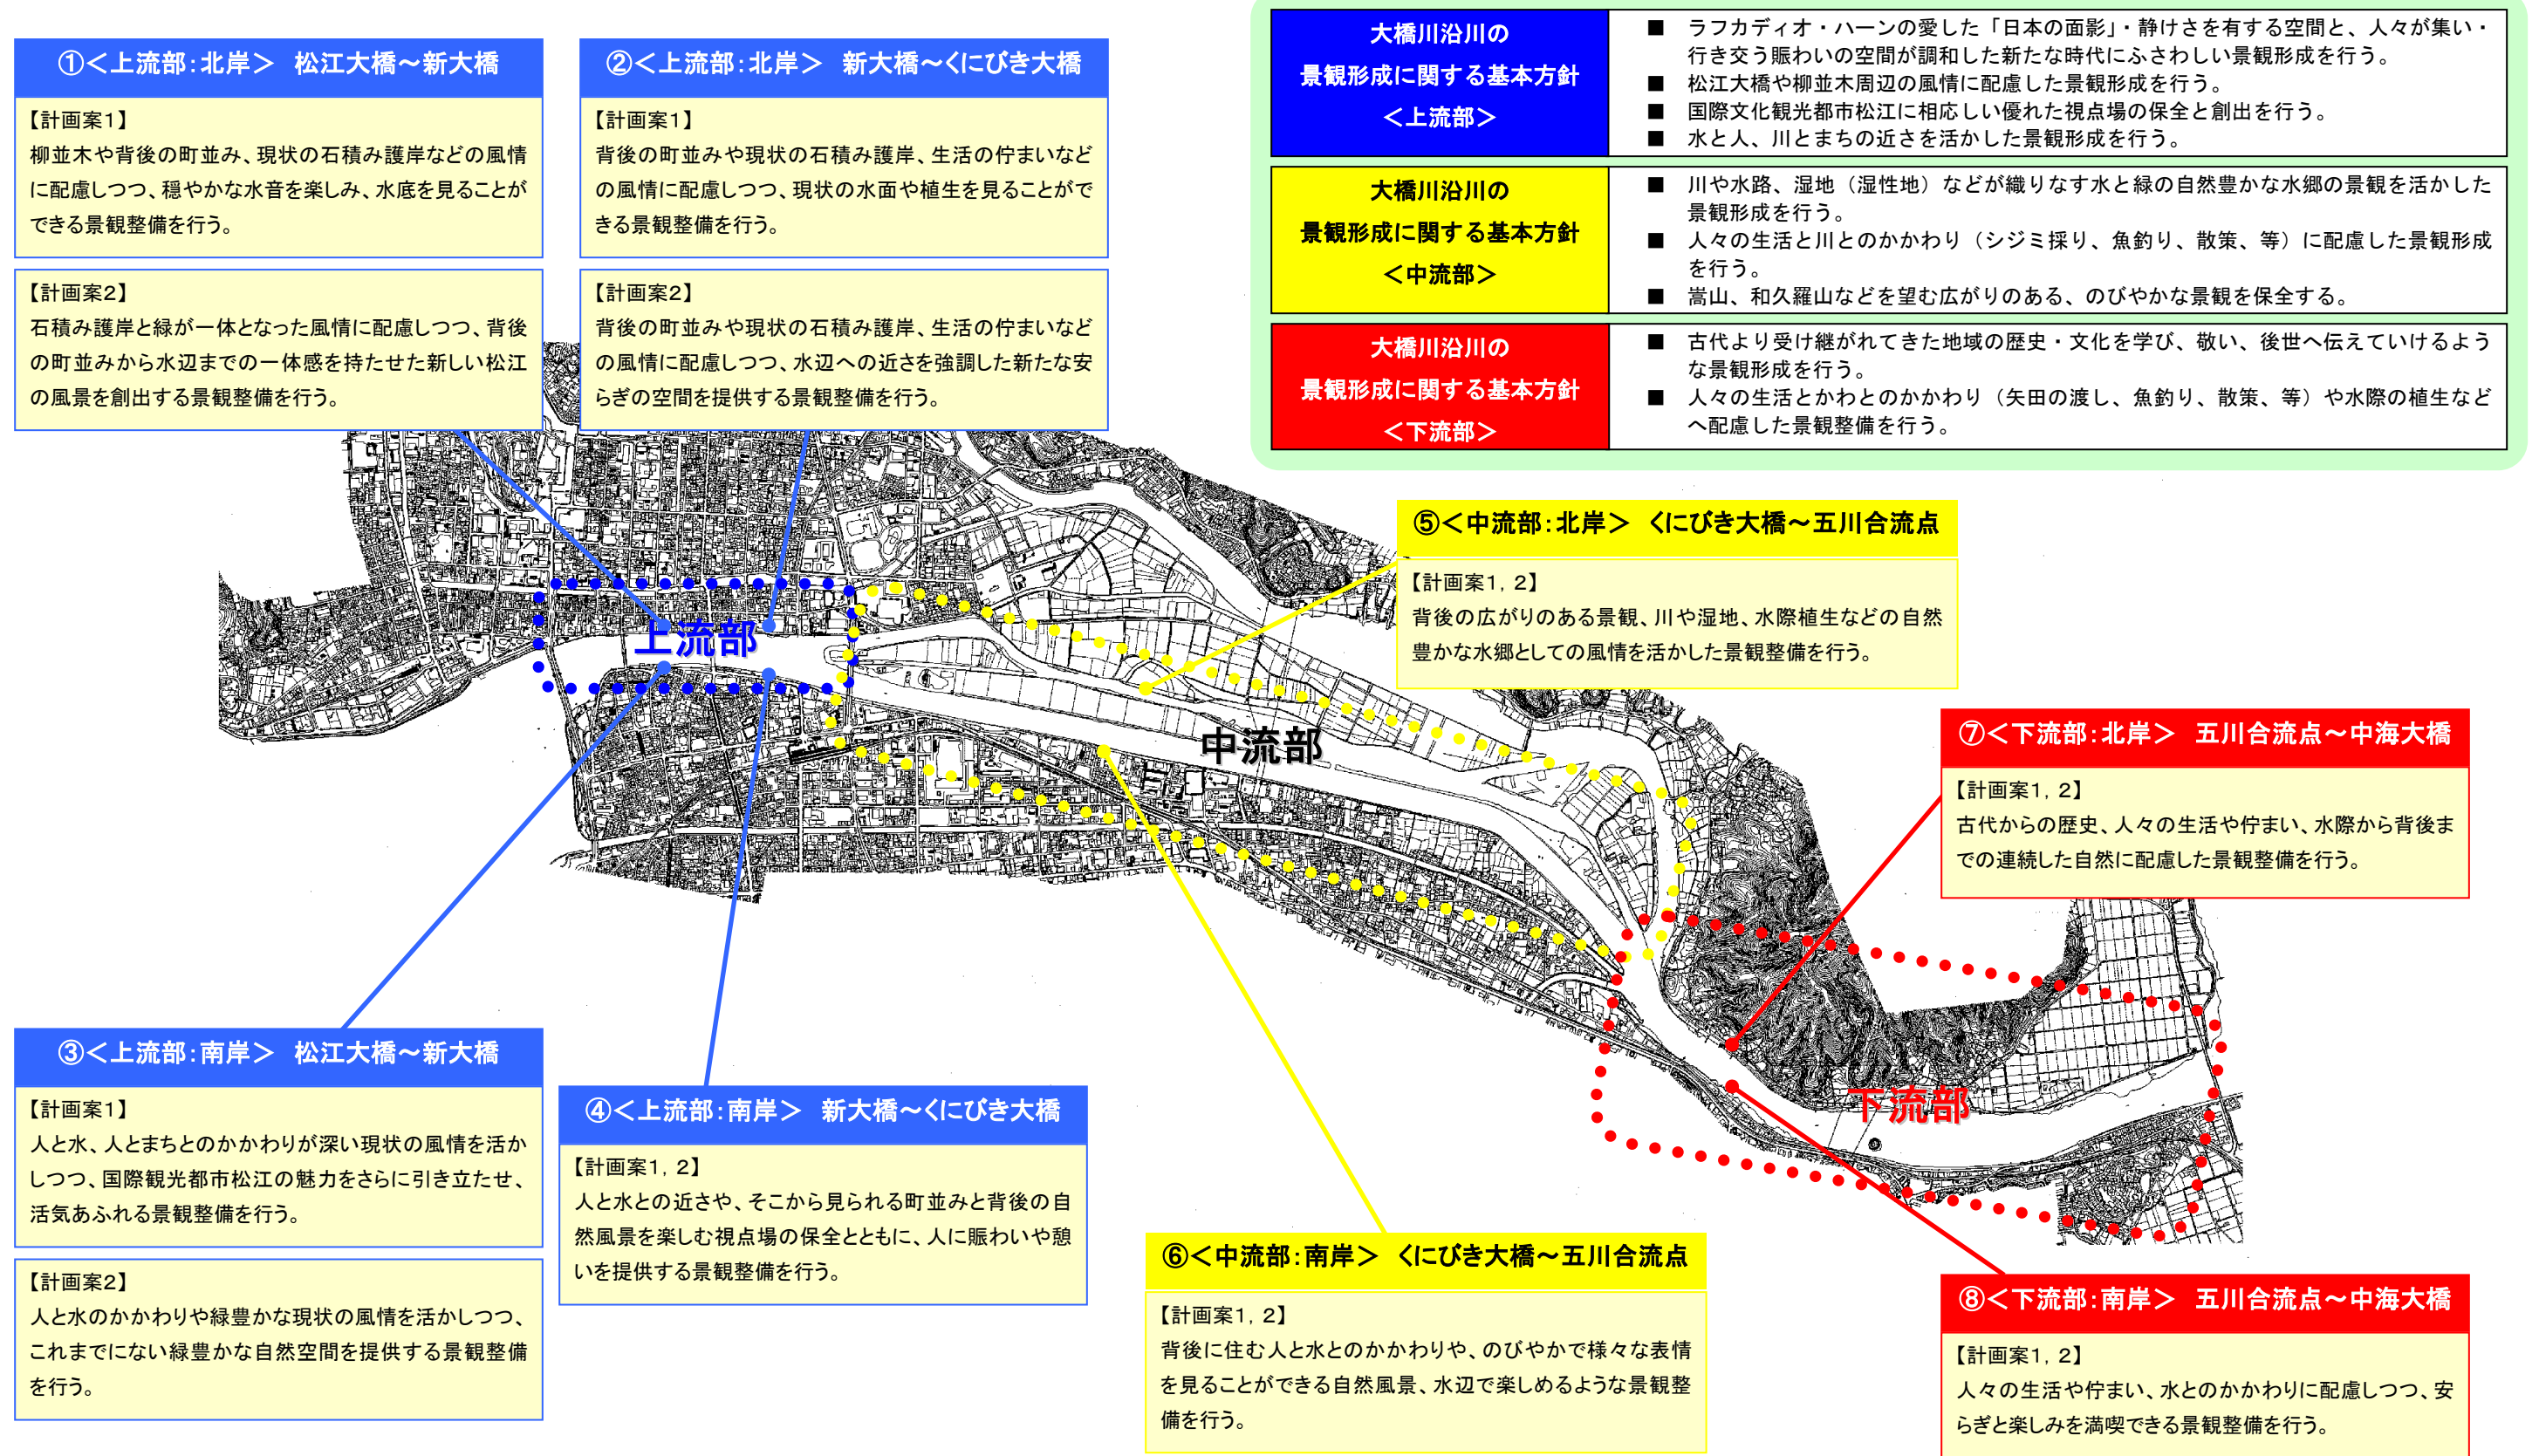 ①＜上流部：北岸＞　松江大橋～新大橋
【計画案1】
柳並木や背後の町並み、現状の石積み護岸などの風情
に配慮しつつ、穏やかな水音を楽しみ、水底を見ることが
できる景観整備を行う。
【計画案2】
石積み護岸と緑が一体となった風情に配慮しつつ、背後
の町並みから水辺までの一体感を持たせた新しい松江
の風景を創出する景観整備を行う。
②＜上流部：北岸＞　新大橋～くにびき大橋
【計画案1】
背後の町並みや現状の石積み護岸、生活の佇まいなど
の風情に配慮しつつ、現状の水面や植生を見ることがで
きる景観整備を行う。
【計画案2】
背後の町並みや現状の石積み護岸、生活の佇まいなど
の風情に配慮しつつ、水辺への近さを強調した新たな安
らぎの空間を提供する景観整備を行う。
大橋川沿川の
景観形成に関する基本方針
＜上流部＞
■　ラフカディオ・ハーンの愛した「日本の面影」・静けさを有する空間と、人々が集い・
行き交う賑わいの空間が調和した新たな時代にふさわしい景観形成を行う。
■　松江大橋や柳並木周辺の風情に配慮した景観形成を行う。
■　国際文化観光都市松江に相応しい優れた視点場の保全と創出を行う。
■　水と人、川とまちの近さを活かした景観形成を行う。
大橋川沿川の
景観形成に関する基本方針
＜中流部＞
■　川や水路、湿地（湿性地）などが織りなす水と緑の自然豊かな水郷の景観を活かした
景観形成を行う。
■　人々の生活と川とのかかわり（シジミ採り、魚釣り、散策、等）に配慮した景観形成
を行う。
■　嵩山、和久羅山などを望む広がりのある、のびやかな景観を保全する。
大橋川沿川の
景観形成に関する基本方針
＜下流部＞
■　古代より受け継がれてきた地域の歴史・文化を学び、敬い、後世へ伝えていけるよう
な景観形成を行う。
■　人々の生活とかわとのかかわり（矢田の渡し、魚釣り、散策、等）や水際の植生など
へ配慮した景観整備を行う。
⑤＜中流部：北岸＞　くにびき大橋～五川合流点
【計画案1，2】
背後の広がりのある景観、川や湿地、水際植生などの自然
豊かな水郷としての風情を活かした景観整備を行う。
上流部
中流部
下流部
⑦＜下流部：北岸＞　五川合流点～中海大橋
【計画案1，2】
古代からの歴史、人々の生活や佇まい、水際から背後ま
での連続した自然に配慮した景観整備を行う。
③＜上流部：南岸＞　松江大橋～新大橋
【計画案1】
人と水、人とまちとのかかわりが深い現状の風情を活か
しつつ、国際観光都市松江の魅力をさらに引き立たせ、
活気あふれる景観整備を行う。
【計画案2】
人と水のかかわりや緑豊かな現状の風情を活かしつつ、
これまでにない緑豊かな自然空間を提供する景観整備
を行う。
④＜上流部：南岸＞　新大橋～くにびき大橋
【計画案1，2】
人と水との近さや、そこから見られる町並みと背後の自
然風景を楽しむ視点場の保全とともに、人に賑わいや憩
いを提供する景観整備を行う。
⑥＜中流部：南岸＞　くにびき大橋～五川合流点
【計画案1，2】
背後に住む人と水とのかかわりや、のびやかで様々な表情
を見ることができる自然風景、水辺で楽しめるような景観整
備を行う。
⑧＜下流部：南岸＞　五川合流点～中海大橋
【計画案1，2】
人々の生活や佇まい、水とのかかわりに配慮しつつ、安
らぎと楽しみを満喫できる景観整備を行う。